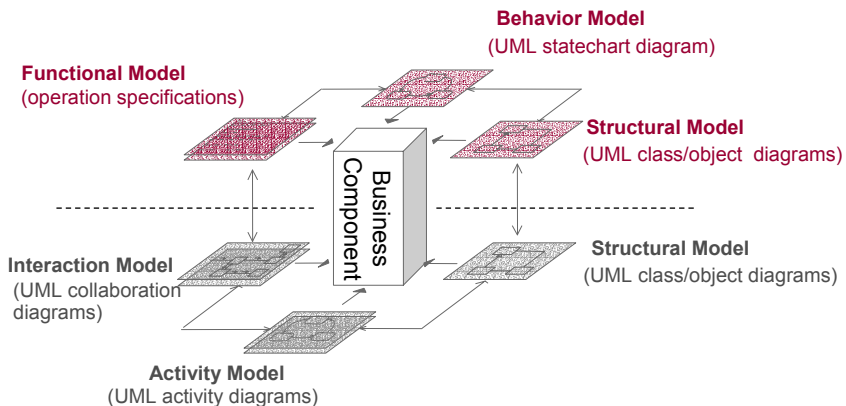 Behavior Model
(UML statechart diagram)
Functional Model
(operation specifications)
Structural Model
(UML class/object diagrams)
Business
Component
Interaction Model
(UML collaboration
diagrams)
Structural Model
(UML class/object diagrams)
Activity Model
(UML activity diagrams)